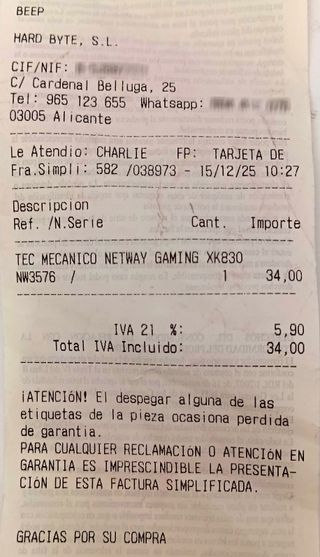 BEEP
HARD BYTE, S.L.
CIF/NIF:
C/ Cardenal Belluga, 25
Tel: 965 123 655 Whatsapp:
03005 Alicante
Le Atendio: CHARLIE FP: TARJETA DE
Fra.Simpli: 582 /038973 - 15/12/25 10:27
Descripcion
Ref. /N.Serie Cant. Importe
TEC MECANICO NETWAY GAMING XK830
NW3576 / 1 34,00
IVA 21 %: 5,90
Total IVA Incluido: 34,00
¡ATENCIÓN! El despegar alguna de las
etiquetas de la pieza ocasiona perdida
de garantia.
PARA CUALQUIER RECLAMACIÓN O ATENCIÓN EN
GARANTIA ES IMPRESCINDIBLE LA PRESENTA-
CIÓN DE ESTA FACTURA SIMPLIFICADA.
GRACIAS POR SU COMPRA